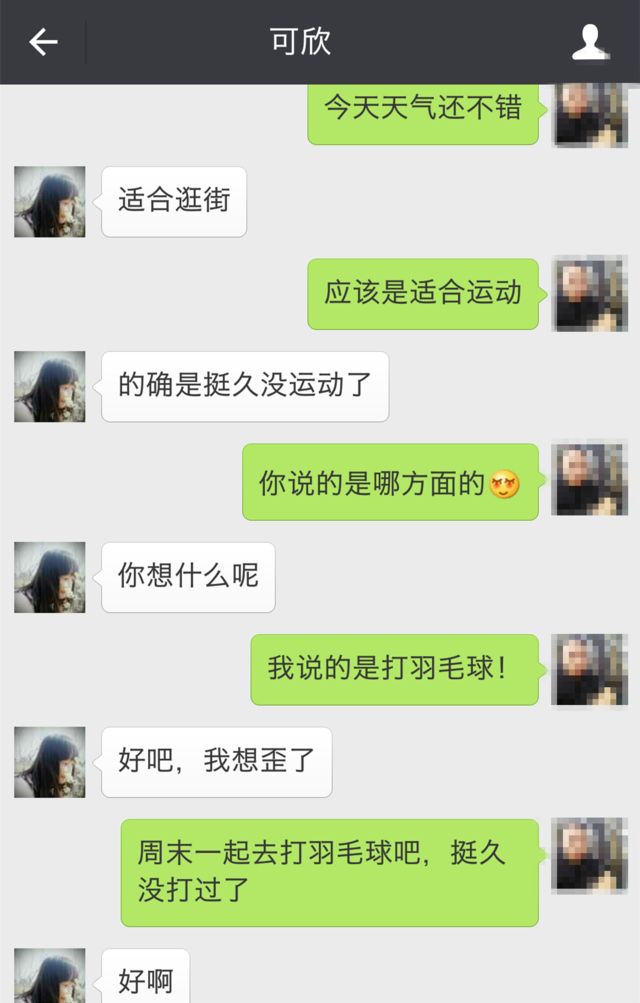 可欣
今天天气还不错
适合逛街
应该是适合运动
的确是挺久没运动了
你说的是哪方面的
你想什么呢
我说的是打羽毛球！
好吧，我想歪了
周末一起去打羽毛球吧，挺久
没打过了
好啊